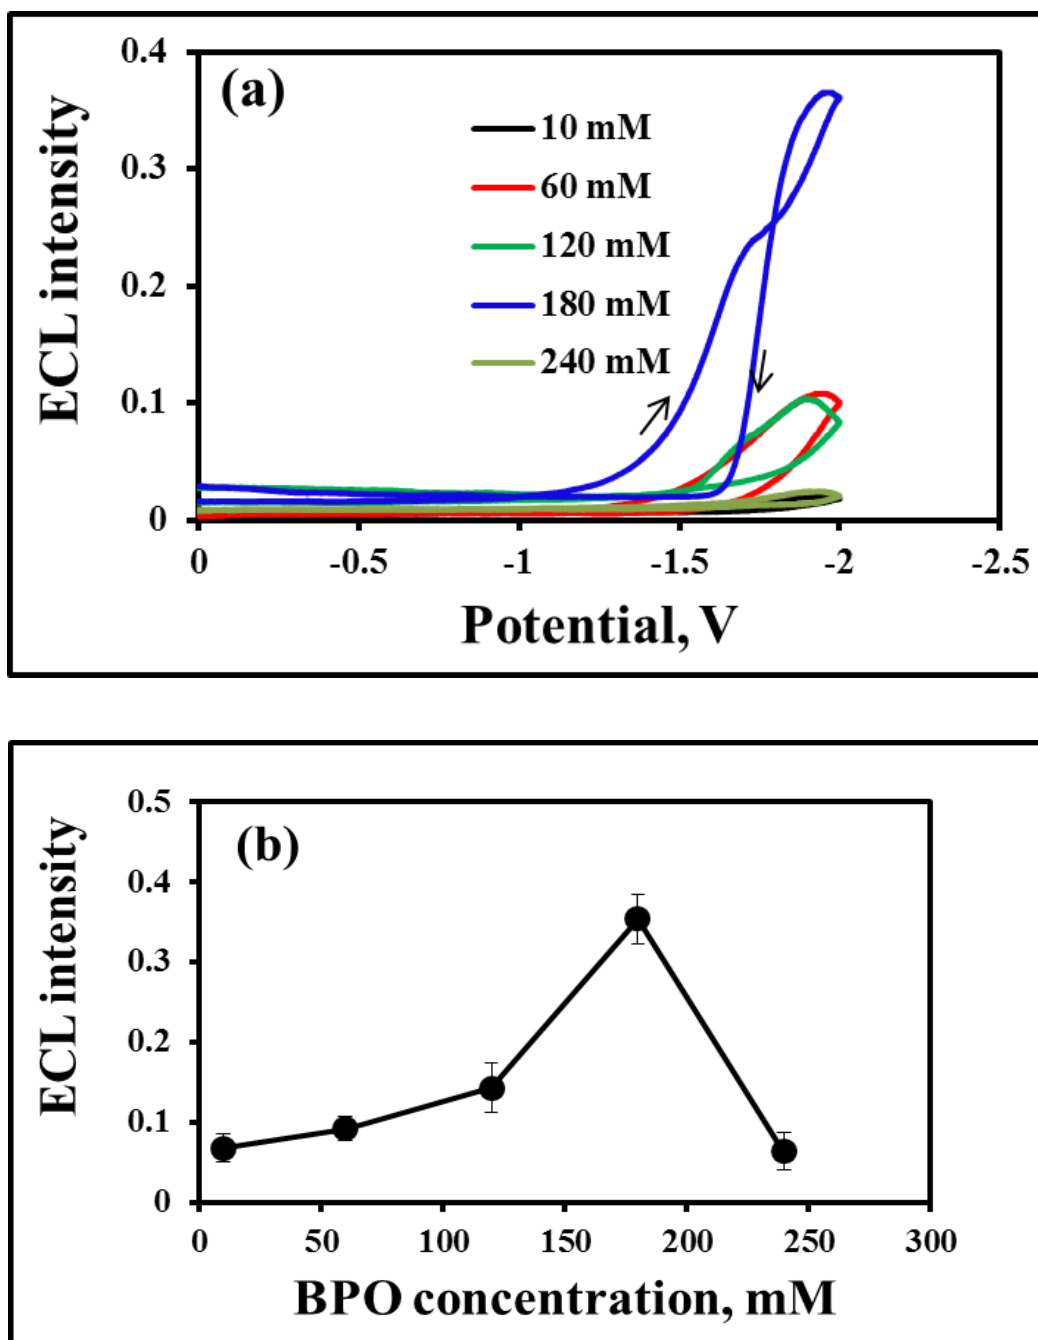 (a)
ECL intensity
0.4
0.3
0.2
0.1
0
10 mM
60 mM
120 mM
180 mM
240 mM
0 -0.5 -1 -1.5 -2 -2.5
Potential, V
(b)
ECL intensity
0.5
0.4
0.3
0.2
0.1
0
0 50 100 150 200 250 300
BPO concentration, mM